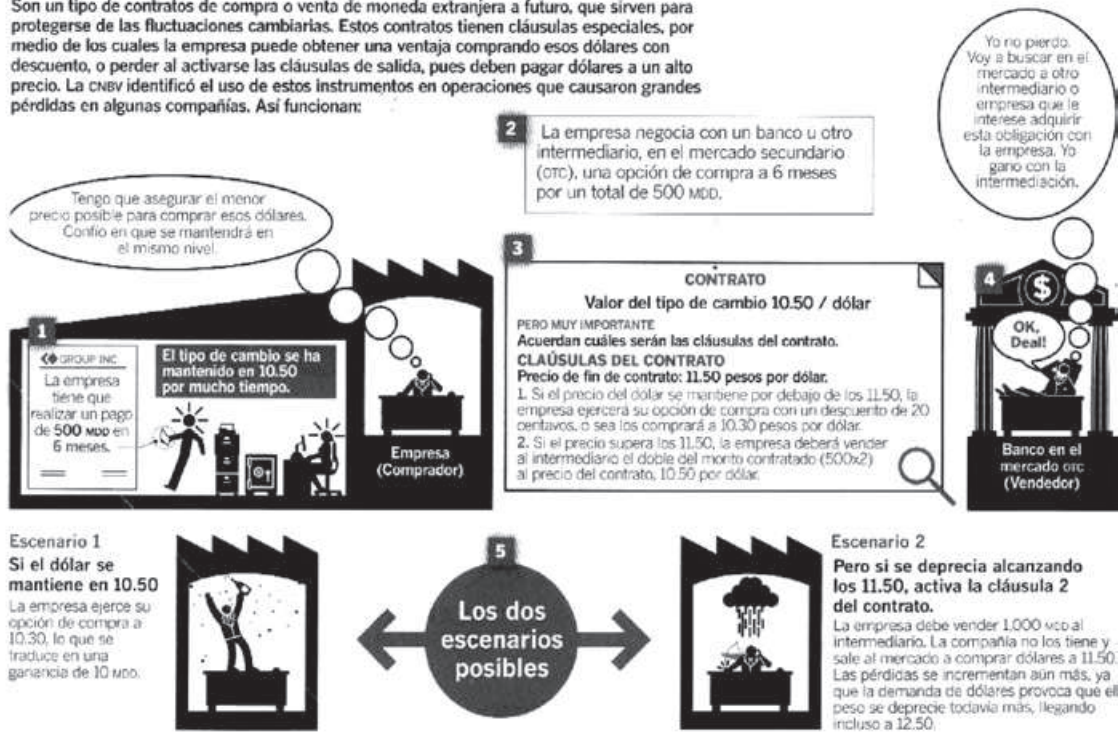 Son un tipo de contratos de compra o venta de moneda extranjera a futuro, que sirven para
protegerse de las fluctuaciones cambiarias. Estos contratos tienen cláusulas especiales, por
medio de los cuales la empresa puede obtener una ventaja comprando esos dólares con
descuento, o perder al activarse las cláusulas de salida, pues deben pagar dólares a un alto
precio. La CNBV identificó el uso de estos instrumentos en operaciones que causaron grandes
pérdidas en algunas compañías. Así funcionan:
Tengo que asegurar el menor
precio posible para comprar esos dólares.
Confío en que se mantendrá en
el mismo nivel.
1
GROUP INC
La empresa
tiene que
realizar un pago
de 500 MDD en
6 meses.
El tipo de cambio se ha
mantenido en 10.50
por mucho tiempo.
Empresa
(Comprador)
2
La empresa negocia con un banco u otro
intermediario, en el mercado secundario
(OTC), una opción de compra a 6 meses
por un total de 500 MDD.
3
CONTRATO
Valor del tipo de cambio 10.50 / dólar
PERO MUY IMPORTANTE
Acuerdan cuáles serán las cláusulas del contrato.
CLAÚSULAS DEL CONTRATO
Precio de fin de contrato: 11.50 pesos por dólar.
1. Si el precio del dólar se mantiene por debajo de los 11.50, la
empresa ejercerá su opción de compra con un descuento de 20
centavos, o sea los comprará a 10.30 pesos por dólar.
2. Si el precio supera los 11.50, la empresa deberá vender
al intermediario el doble del monto contratado (500x2)
al precio del contrato, 10.50 por dólar.
Yo no pierdo.
Voy a buscar en el
mercado a otro
intermediario o
empresa que le
interese adquirir
esta obligación con
la empresa. Yo
gano con la
intermediación.
4
$
OK,
Deal!
Banco en el
mercado OTC
(Vendedor)
5
Los dos
escenarios
posibles
Escenario 1
Si el dólar se
mantiene en 10.50
La empresa ejerce su
opción de compra a
10.30, lo que se
traduce en una
ganancia de 10 MDD.
Escenario 2
Pero si se deprecia alcanzando
los 11.50, activa la cláusula 2
del contrato.
La empresa debe vender 1,000 MDD al
intermediario. La compañía no los tiene y
sale al mercado a comprar dólares a 11.50.
Las pérdidas se incrementan aún más, ya
que la demanda de dólares provoca que el
peso se deprecie todavía más, llegando
incluso a 12.50.